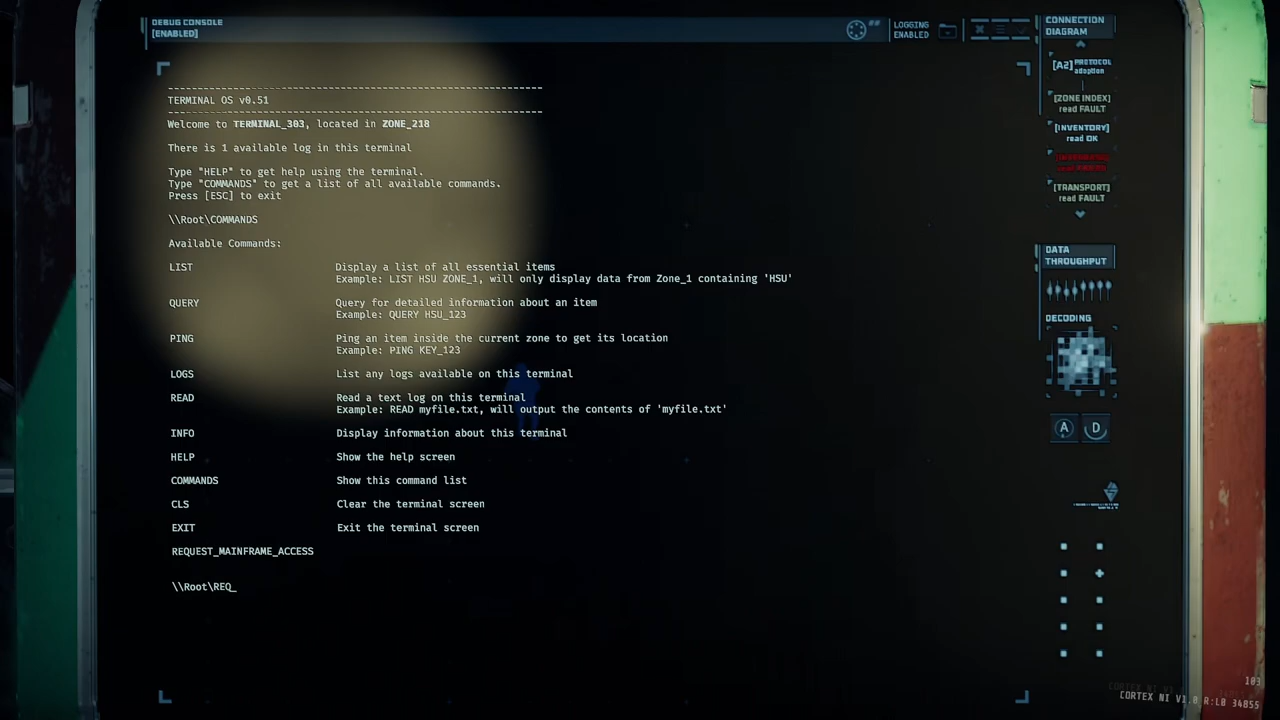 DEBUG CONSOLE
[ENABLED]
LOGGING
ENABLED
--------------------------------------------------------------
TERMINAL OS v0.51
--------------------------------------------------------------
Welcome to TERMINAL_303, located in ZONE_218
There is 1 available log in this terminal
Type "HELP" to get help using the terminal.
Type "COMMANDS" to get a list of all available commands.
Press [ESC] to exit
\\Root\COMMANDS
Available Commands:
LIST Display a list of all essential items
Example: LIST HSU ZONE_1, will only display data from Zone_1 containing 'HSU'
QUERY Query for detailed information about an item
Example: QUERY HSU_123
PING Ping an item inside the current zone to get its location
Example: PING KEY_123
LOGS List any logs available on this terminal
READ Read a text log on this terminal
Example: READ myfile.txt, will output the contents of 'myfile.txt'
INFO Display information about this terminal
HELP Show the help screen
COMMANDS Show this command list
CLS Clear the terminal screen
EXIT Exit the terminal screen
REQUEST_MAINFRAME_ACCESS
\\Root\REQ_
CONNECTION
DIAGRAM
[A2] PROTOCOL
adaption
[ZONE INDEX]
read FAULT
[INVENTORY]
read OK
[TRANSPORT]
read FAULT
DATA
THROUGHPUT
DECODING
A D
103
CORTEX NI V1.0 R:L0 34855